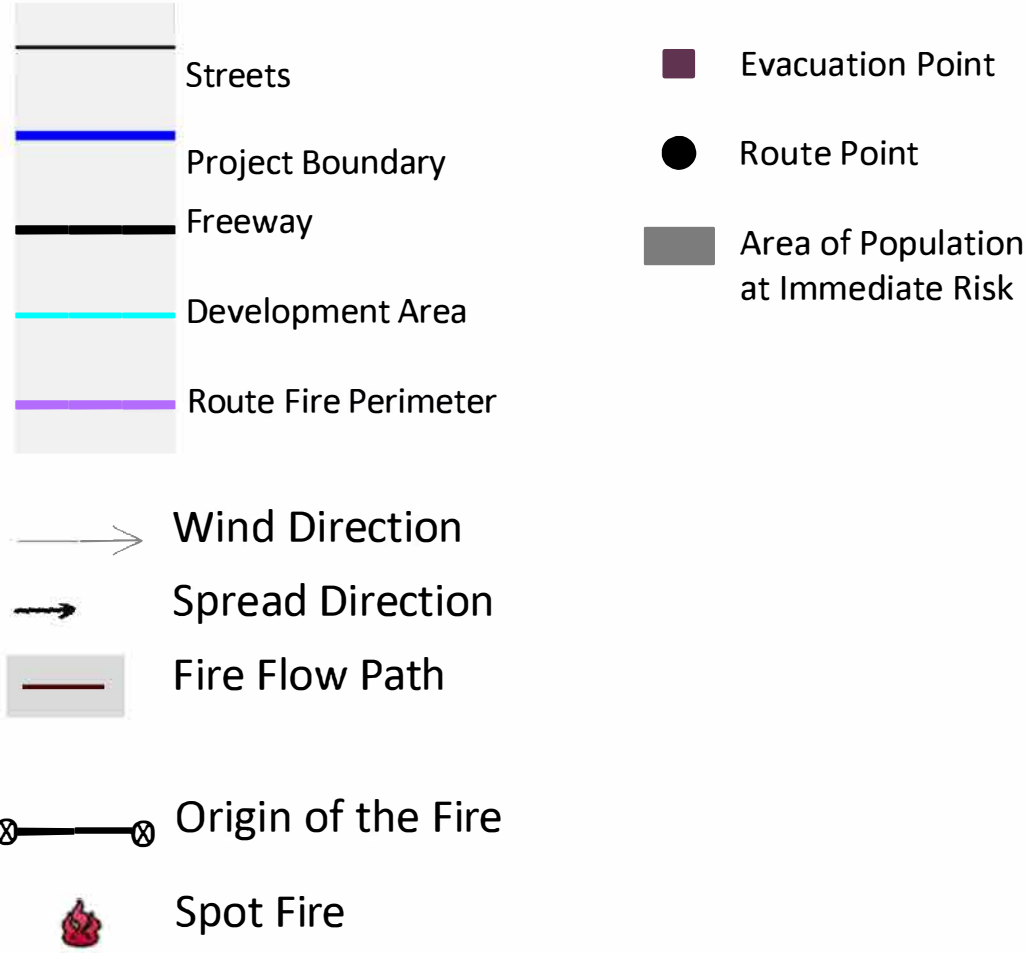 Streets
Project Boundary
Freeway
Development Area
Route Fire Perimeter
Wind Direction
Spread Direction
Fire Flow Path
Origin of the Fire
Spot Fire
Evacuation Point
Route Point
Area of Population
at Immediate Risk